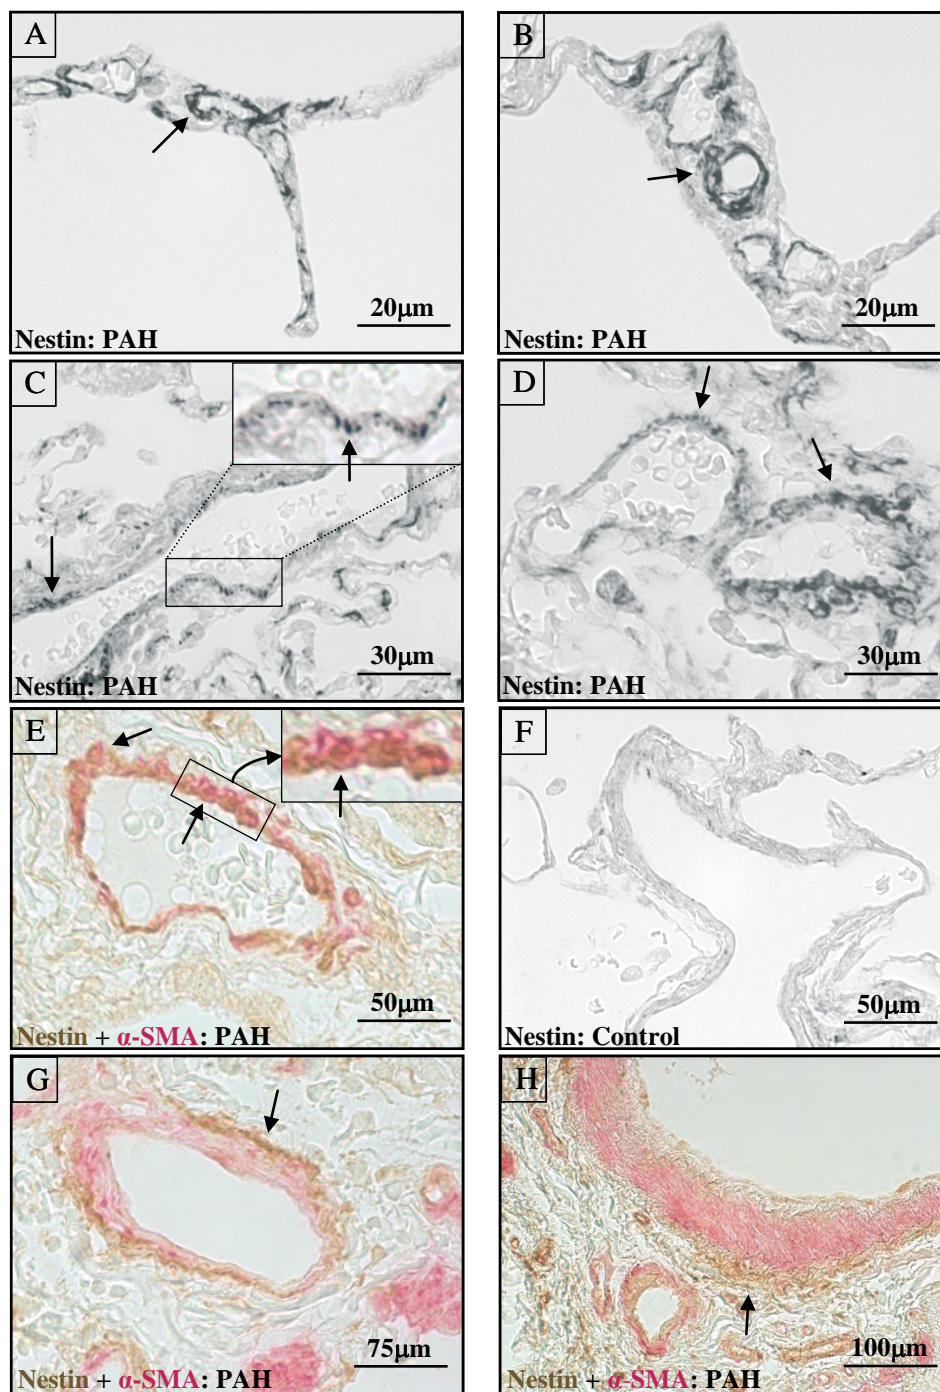 A
20μm
Nestin: PAH
B
20μm
Nestin: PAH
C
30μm
Nestin: PAH
D
30μm
Nestin: PAH
E
50μm
Nestin + α-SMA: PAH
F
50μm
Nestin: Control
G
75μm
Nestin + α-SMA: PAH
H
100μm
Nestin + α-SMA: PAH